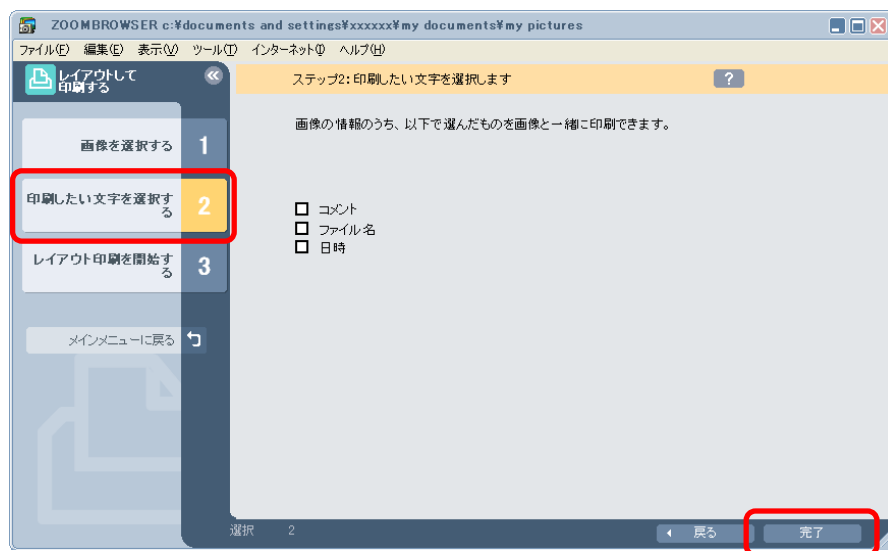 ZOOMBROWSER c:¥documents and settings¥xxxxxx¥my documents¥my pictures
ファイル(F) 編集(E) 表示(V) ツール(T) インターネット(I) ヘルプ(H)
レイアウトして
印刷する
ステップ2: 印刷したい文字を選択します
?
画像の情報のうち、以下で選んだものを画像と一緒に印刷できます。
画像を選択する 1
印刷したい文字を選択す
る
2
コメント
ファイル名
日時
レイアウト印刷を開始す
る
3
メインメニューに戻る
選択 2
戻る
完了